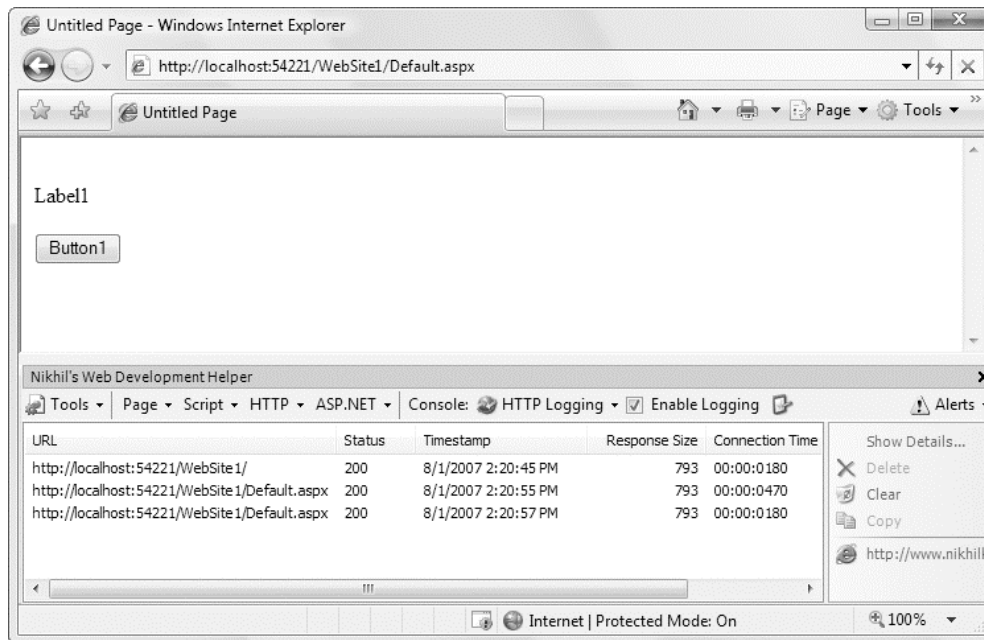 Untitled Page - Windows Internet Explorer
http://localhost:54221/WebSite1/Default.aspx
Untitled Page
Page Tools »
Label1
Button1
Nikhil's Web Development Helper
Tools Page Script HTTP ASP.NET Console: HTTP Logging Enable Logging Alerts
URL Status Timestamp Response Size Connection Time
http://localhost:54221/WebSite1/ 200 8/1/2007 2:20:45 PM 793 00:00:0180
http://localhost:54221/WebSite1/Default.aspx 200 8/1/2007 2:20:55 PM 793 00:00:0470
http://localhost:54221/WebSite1/Default.aspx 200 8/1/2007 2:20:57 PM 793 00:00:0180
Show Details...
Delete
Clear
Copy
http://www.nikhil
Internet | Protected Mode: On
100%